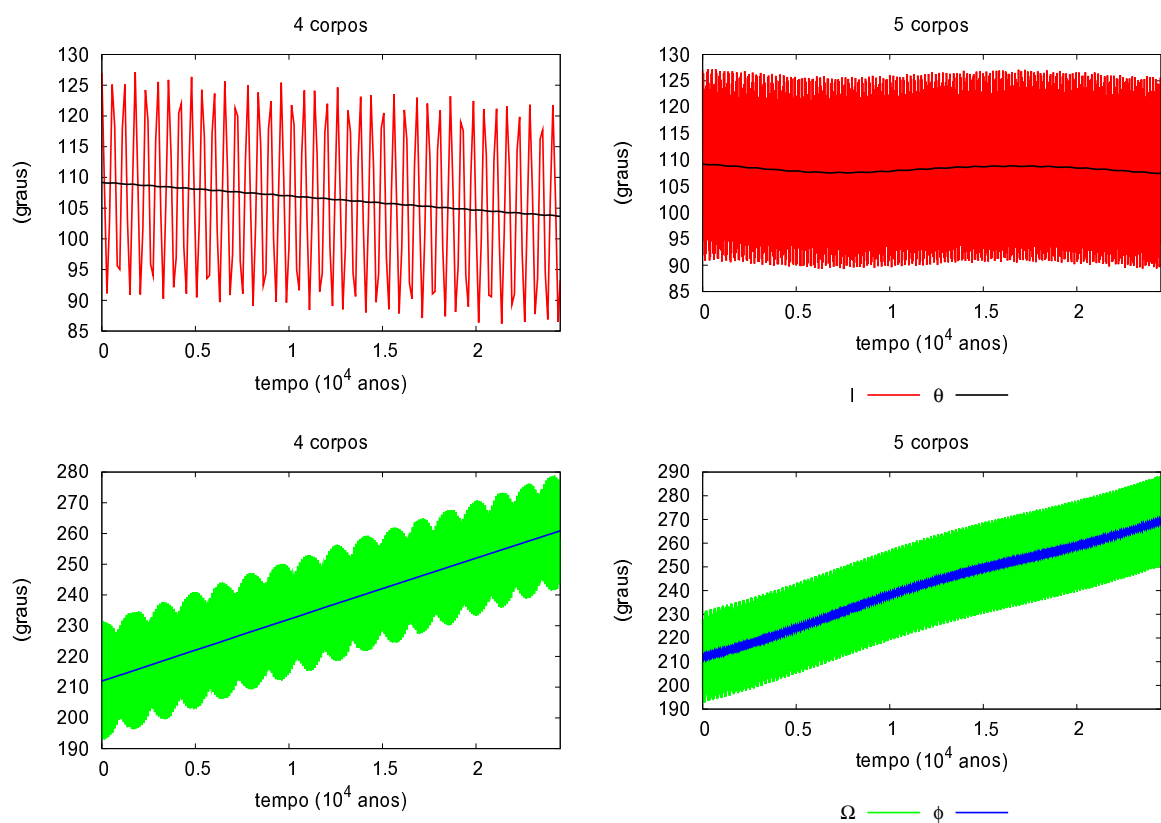 4 corpos
130
125
120
115
110
105
100
95
90
85
(graus)
0 0.5 1 1.5 2
tempo (10⁴ anos)
5 corpos
130
125
120
115
110
105
100
95
90
85
(graus)
0 0.5 1 1.5 2
tempo (10⁴ anos)
I θ
4 corpos
280
270
260
250
240
230
220
210
200
190
(graus)
0 0.5 1 1.5 2
tempo (10⁴ anos)
5 corpos
290
280
270
260
250
240
230
220
210
200
190
(graus)
0 0.5 1 1.5 2
tempo (10⁴ anos)
Ω ϕ